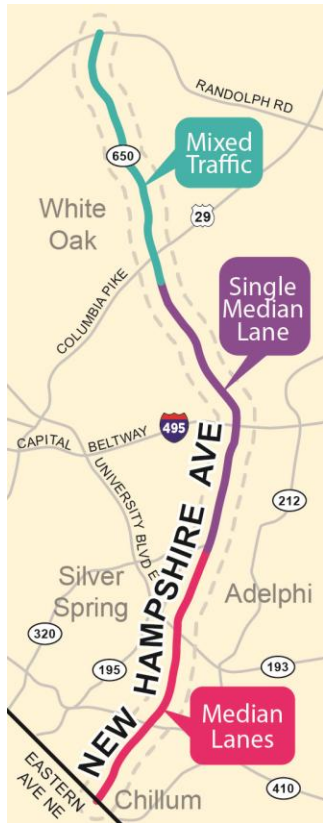 RANDOLPH RD
Mixed
Traffic
650
White
Oak
29
COLUMBIA PIKE
Single
Median
Lane
495
CAPITAL BELTWAY
UNIVERSITY BLVD E
NEW HAMPSHIRE AVE
212
Silver
Spring
Adelphi
320
195
193
Median
Lanes
EASTERN
AVE NE
Chillum
410